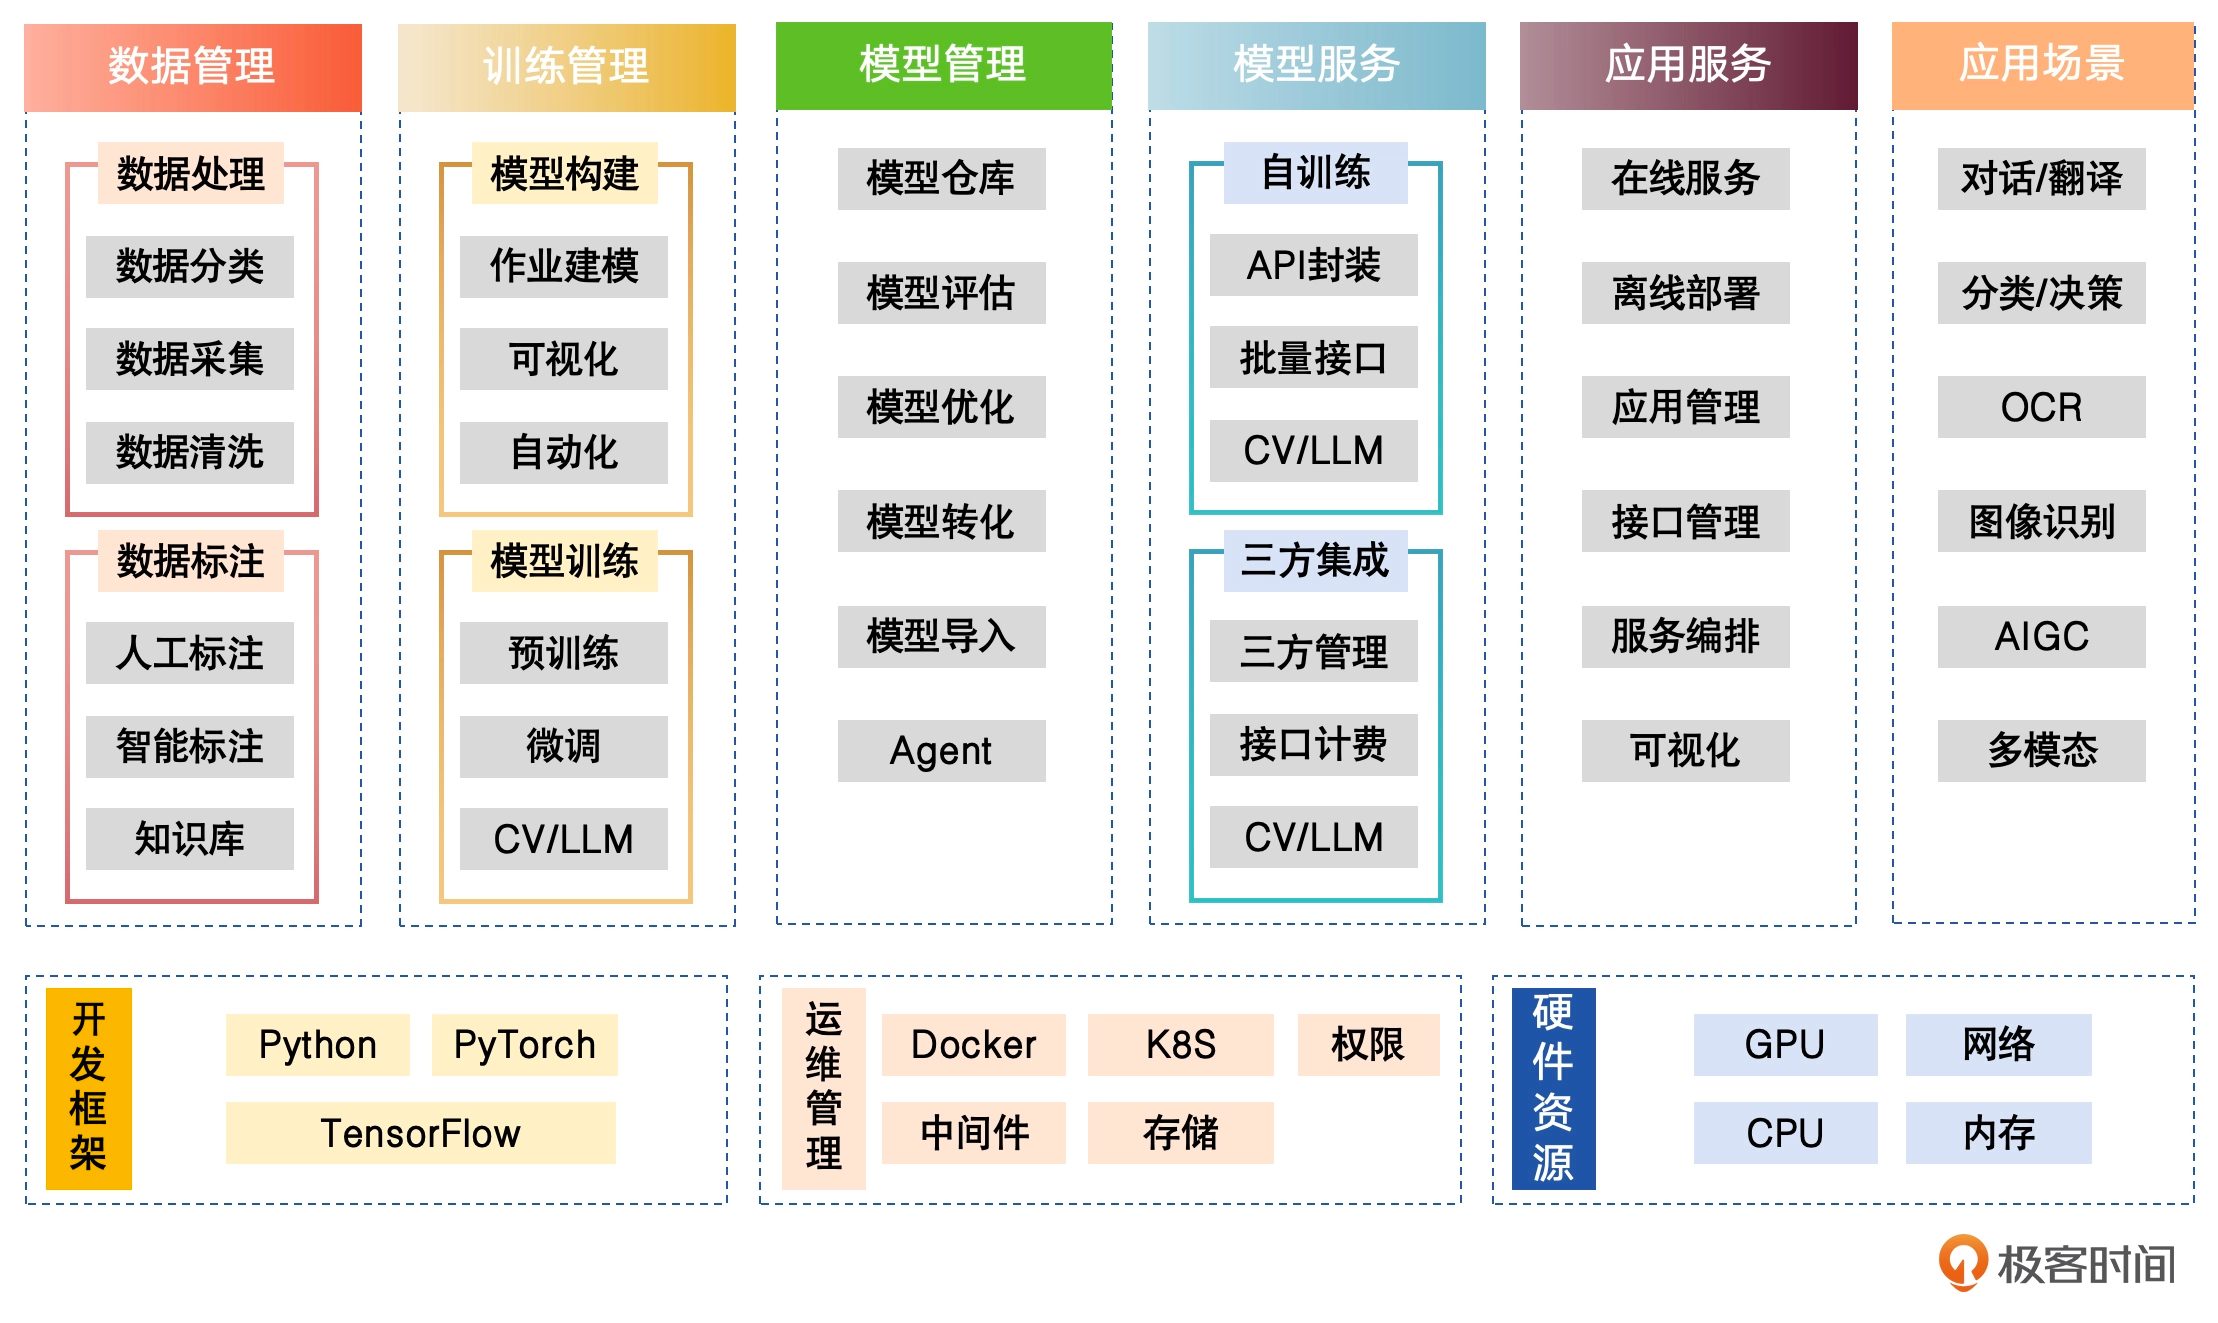 数据管理
数据处理
数据分类
数据采集
数据清洗
数据标注
人工标注
智能标注
知识库
训练管理
模型构建
作业建模
可视化
自动化
模型训练
预训练
微调
CV/LLM
模型管理
模型仓库
模型评估
模型优化
模型转化
模型导入
Agent
模型服务
自训练
API封装
批量接口
CV/LLM
三方集成
三方管理
接口计费
CV/LLM
应用服务
在线服务
离线部署
应用管理
接口管理
服务编排
可视化
应用场景
对话/翻译
分类/决策
OCR
图像识别
AIGC
多模态
开发框架
Python
PyTorch
TensorFlow
运维管理
Docker
K8S
权限
中间件
存储
硬件资源
GPU
网络
CPU
内存
极客时间